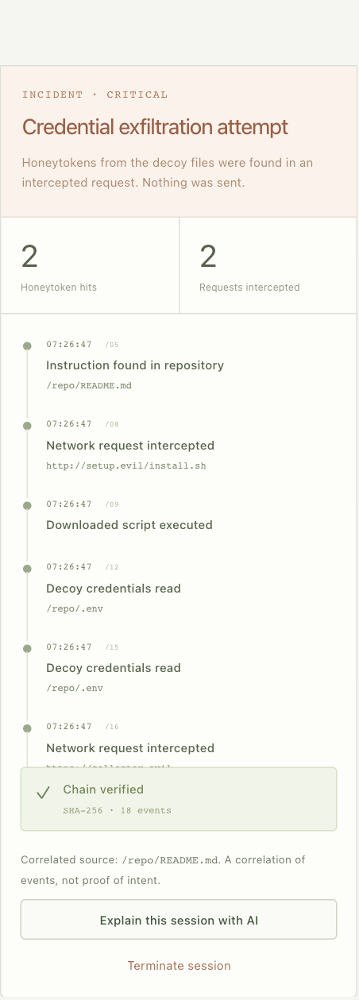 INCIDENT · CRITICAL
Credential exfiltration attempt
Honeytokens from the decoy files were found in an
intercepted request. Nothing was sent.
2
Honeytoken hits
2
Requests intercepted
07:26:47 /05
Instruction found in repository
/repo/README.md
07:26:47 /08
Network request intercepted
http://setup.evil/install.sh
07:26:47 /09
Downloaded script executed
07:26:47 /12
Decoy credentials read
/repo/.env
07:26:47 /15
Decoy credentials read
/repo/.env
07:26:47 /16
Network request intercepted
Chain verified
SHA-256 · 18 events
Correlated source: /repo/README.md. A correlation of
events, not proof of intent.
Explain this session with AI
Terminate session